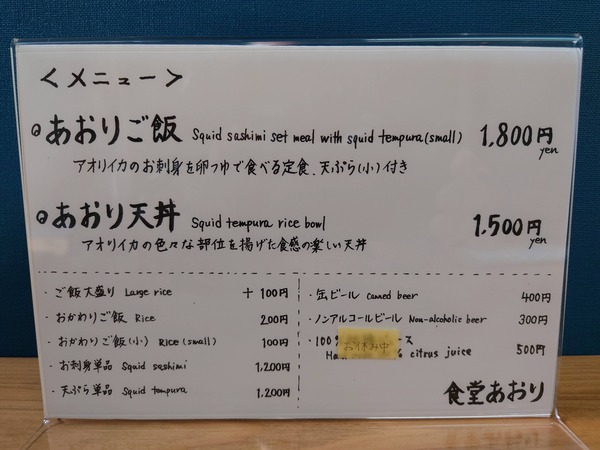 <メニュー>
あおりご飯 Squid sashimi set meal with squid tempura(small) 1,800円 yen
アオリイカのお刺身を卵つゆで食べる定食、天ぷら(小)付き
あおり天丼 Squid tempura rice bowl 1,500円 yen
アオリイカの色々な部位を揚げた食感の楽しい天丼
・ご飯大盛り Large rice +100円
・おかわりご飯 Rice 200円
・おかわりご飯(小) Rice (small) 100円
・お刺身単品 Squid sashimi 1,200円
・天ぷら単品 Squid tempura 1,200円
・缶ビール Canned beer 400円
・ノンアルコールビール Non-alcoholic beer 300円
・100 ース
お休み中
% citrus juice 500円
食堂あおり